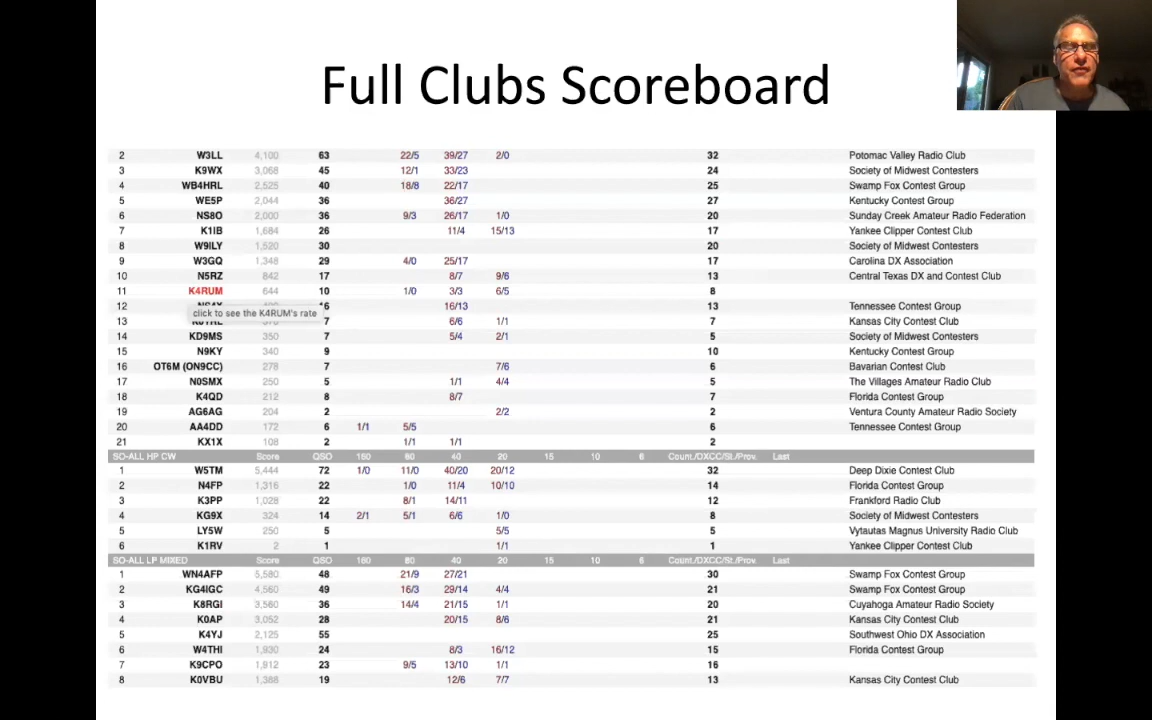 Full Clubs Scoreboard
2 W3LL 4,100 63 22/5 39/27 2/0 32 Potomac Valley Radio Club
3 K9WX 3,068 45 12/1 33/23 24 Society of Midwest Contesters
4 WB4HRL 2,525 40 18/8 22/17 25 Swamp Fox Contest Group
5 WE5P 2,044 36 36/27 27 Kentucky Contest Group
6 NS8O 2,000 36 9/3 26/17 1/0 20 Sunday Creek Amateur Radio Federation
7 K1IB 1,684 26 11/4 15/13 17 Yankee Clipper Contest Club
8 W9ILY 1,520 30 20 Society of Midwest Contesters
9 W3GQ 1,348 29 4/0 25/17 17 Carolina DX Association
10 N5RZ 842 17 8/7 9/6 13 Central Texas DX and Contest Club
11 K4RUM 644 10 1/0 3/3 6/5 8
12 16/13 13 Tennessee Contest Group
click to see the K4RUM's rate
13 7 6/6 1/1 7 Kansas City Contest Club
14 KD9MS 350 7 5/4 2/1 5 Society of Midwest Contesters
15 N9KY 340 9 10 Kentucky Contest Group
16 OT6M (ON9CC) 278 7 7/6 6 Bavarian Contest Club
17 N0SMX 250 5 1/1 4/4 5 The Villages Amateur Radio Club
18 K4QD 212 8 8/7 7 Florida Contest Group
19 AG6AG 204 2 2/2 2 Ventura County Amateur Radio Society
20 AA4DD 172 6 1/1 5/5 6 Tennessee Contest Group
21 KX1X 108 2 1/1 1/1 2
SO-ALL HP CW Score QSO 160 80 40 20 15 10 6 Count./DXCC/St./Prov. Last
1 W5TM 5,444 72 1/0 11/0 40/20 20/12 32 Deep Dixie Contest Club
2 N4FP 1,316 22 1/0 11/4 10/10 14 Florida Contest Group
3 K3PP 1,028 22 8/1 14/11 12 Frankford Radio Club
4 KG9X 324 14 2/1 5/1 6/6 1/0 8 Society of Midwest Contesters
5 LY5W 250 5 5/5 5 Vytautas Magnus University Radio Club
6 K1RV 2 1 1/1 1 Yankee Clipper Contest Club
SO-ALL LP MIXED Score QSO 160 80 40 20 15 10 6 Count./DXCC/St./Prov. Last
1 WN4AFP 5,580 48 21/9 27/21 30 Swamp Fox Contest Group
2 KG4IGC 4,560 49 16/3 29/14 4/4 21 Swamp Fox Contest Group
3 K8RGI 3,560 36 14/4 21/15 1/1 20 Cuyahoga Amateur Radio Society
4 K0AP 3,052 28 20/15 8/6 21 Kansas City Contest Club
5 K4YJ 2,125 55 25 Southwest Ohio DX Association
6 W4THI 1,930 24 8/3 16/12 15 Florida Contest Group
7 K9CPO 1,912 23 9/5 13/10 1/1 16
8 K0VBU 1,388 19 12/6 7/7 13 Kansas City Contest Club